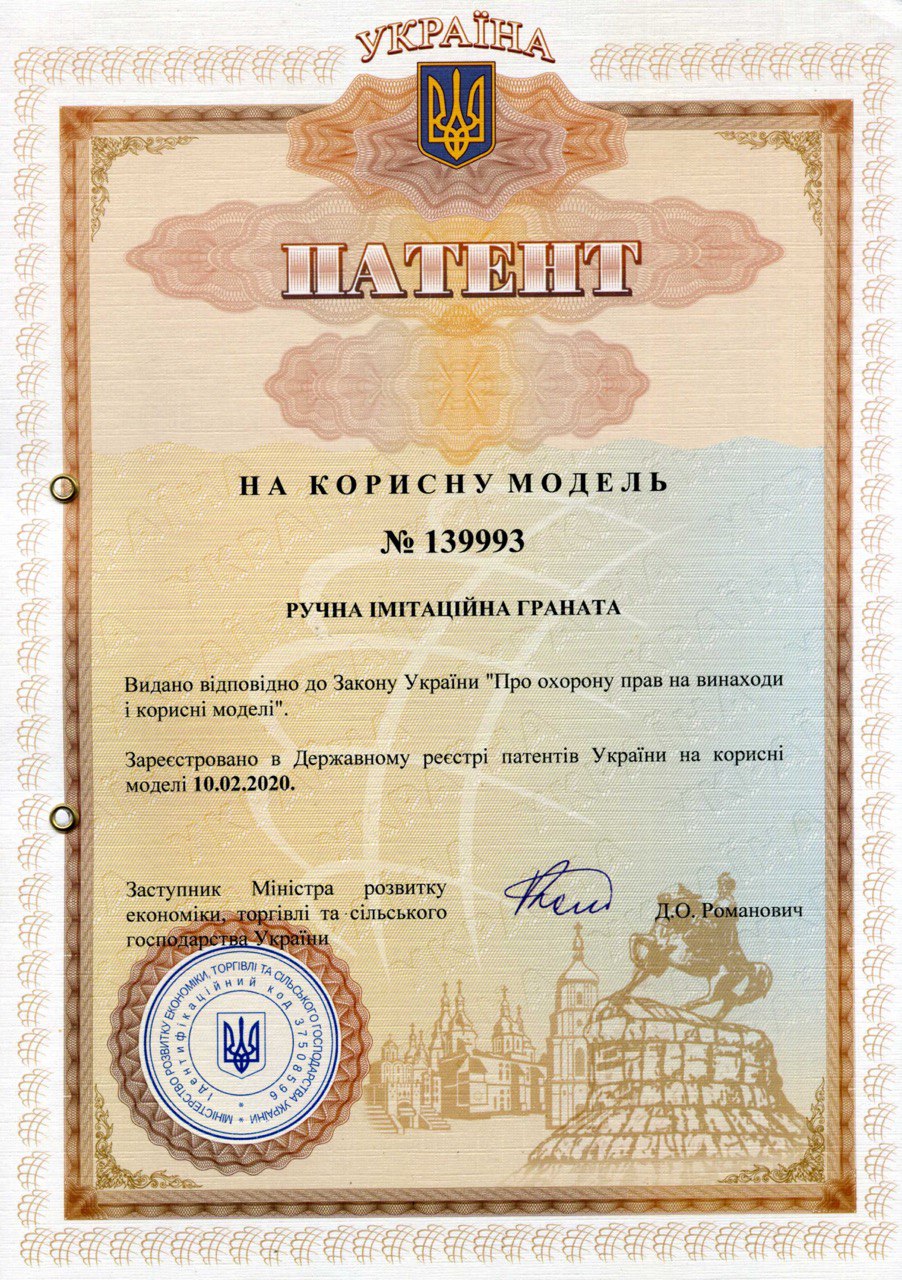 УКРАЇНА
ПАТЕНТ
НА КОРИСНУ МОДЕЛЬ
№ 139993
РУЧНА ІМІТАЦІЙНА ГРАНАТА
Видано відповідно до Закону України "Про охорону прав на винаходи
і корисні моделі".
Зареєстровано в Державному реєстрі патентів України на корисні
моделі 10.02.2020.
Заступник Міністра розвитку
економіки, торгівлі та сільського
господарства України
Д.О. Романович
МІНІСТЕРСТВО РОЗВИТКУ ЕКОНОМІКИ, ТОРГІВЛІ ТА СІЛЬСЬКОГО ГОСПОДАРСТВА УКРАЇНИ *
Ідентифікаційний код 37508596 *